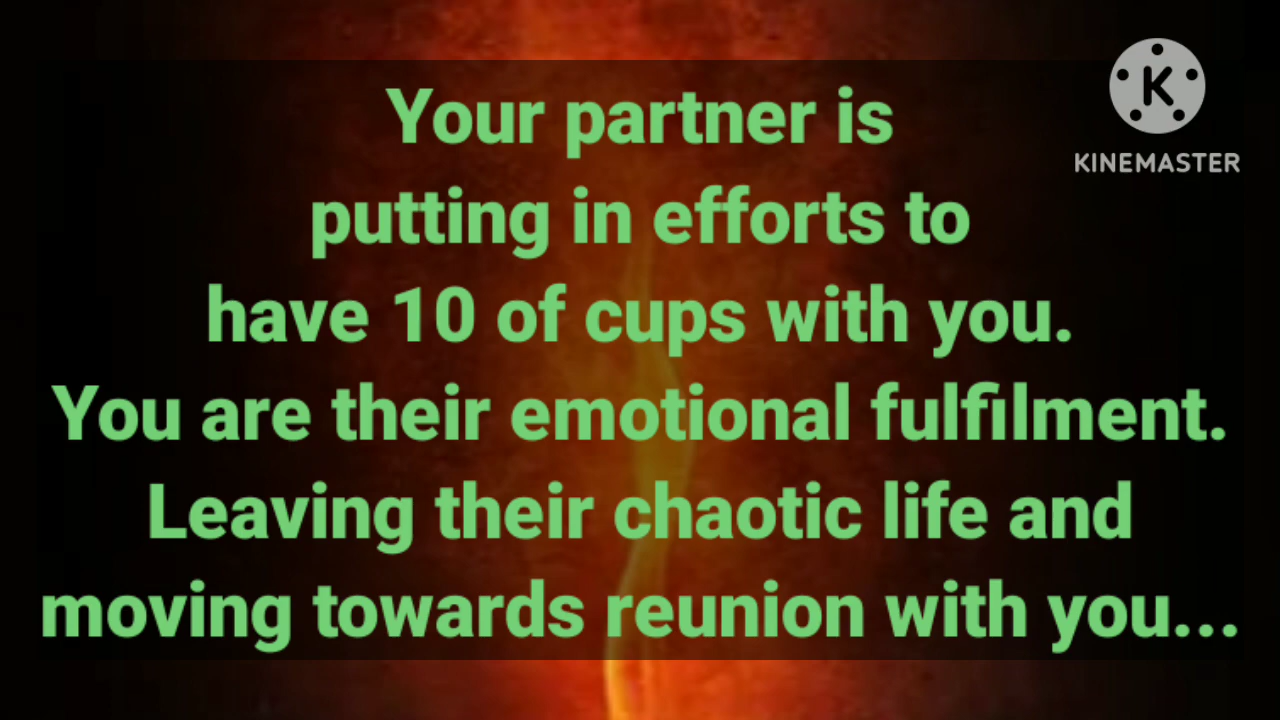 Your partner is
putting in efforts to
have 10 of cups with you.
You are their emotional fulfilment.
Leaving their chaotic life and
moving towards reunion with you...
K
KINEMASTER